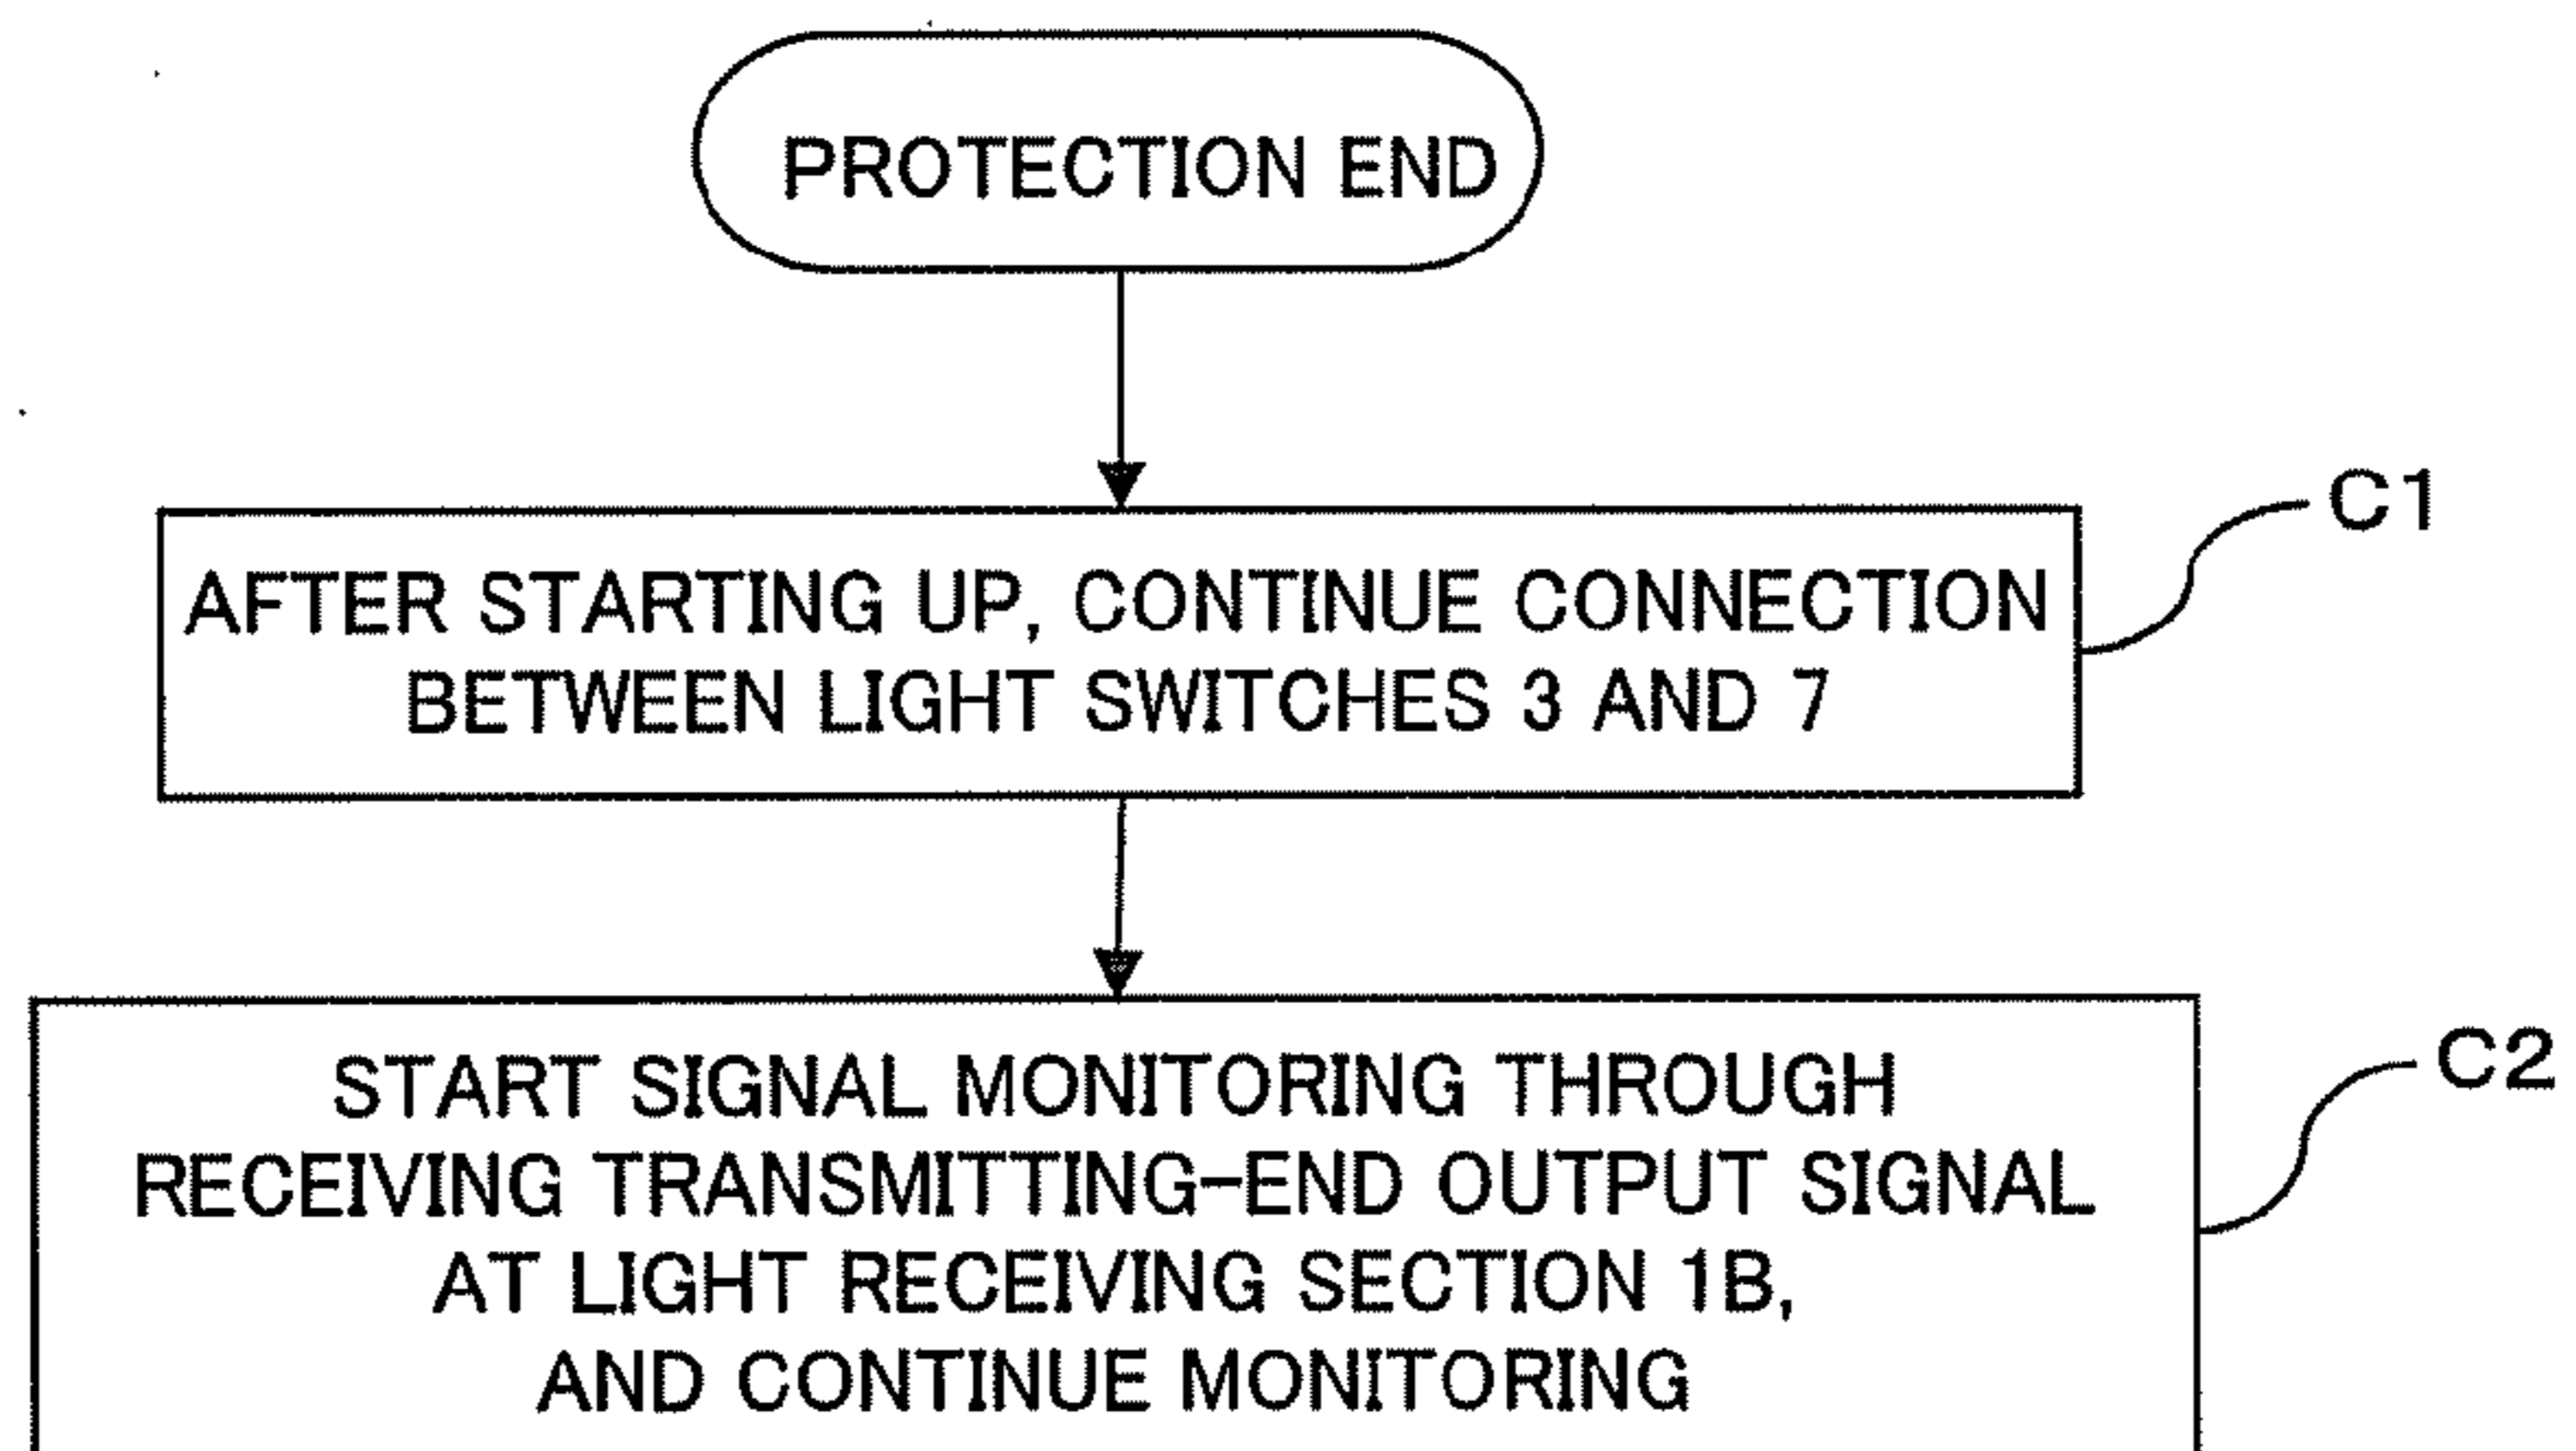 PROTECTION END
C1
AFTER STARTING UP, CONTINUE CONNECTION
BETWEEN LIGHT SWITCHES 3 AND 7
C2
START SIGNAL MONITORING THROUGH
RECEIVING TRANSMITTING-END OUTPUT SIGNAL
AT LIGHT RECEIVING SECTION 1B,
AND CONTINUE MONITORING